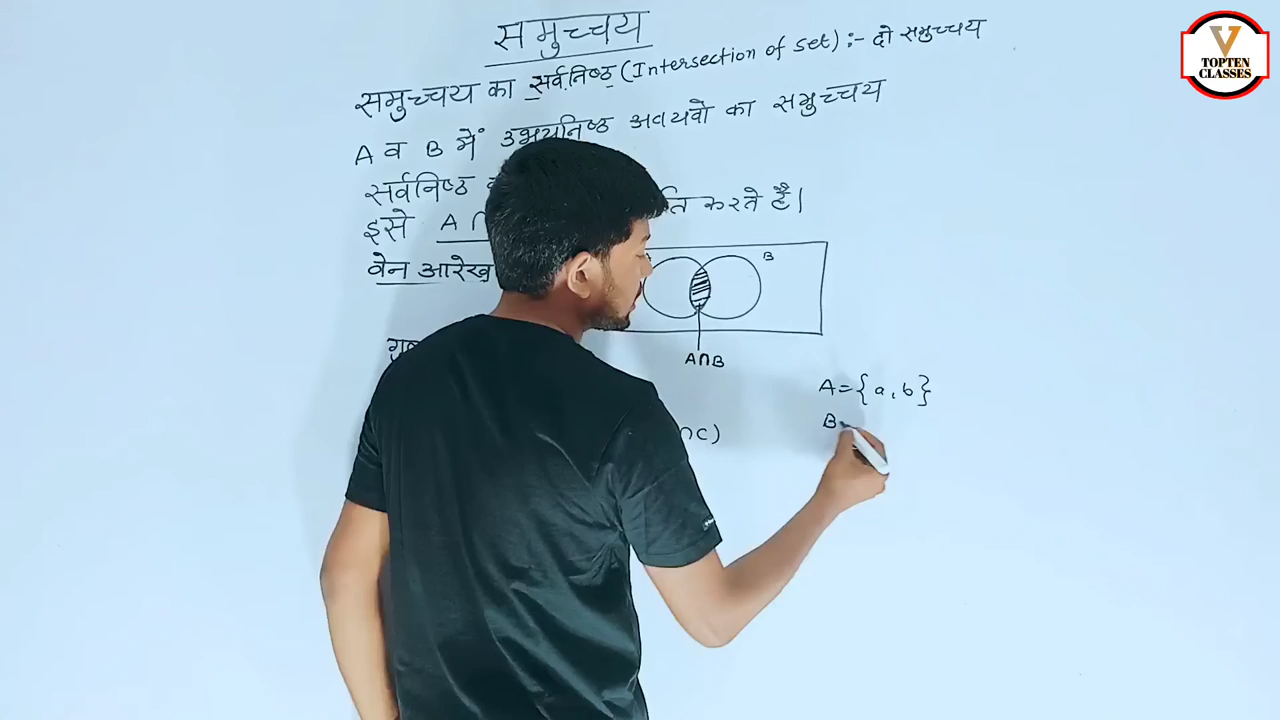 समुच्चय
समुच्चय का सर्वनिष्ठ (Intersection of set) :- दो समुच्चय
A व B में उभयनिष्ठ अवयवो का समुच्चय
सर्वनिष्ठ
इसे A ∩ करते है।
वेन आरेख
B
A∩B
A = {a, b}
B
∩C)
V
TOPTEN
CLASSES